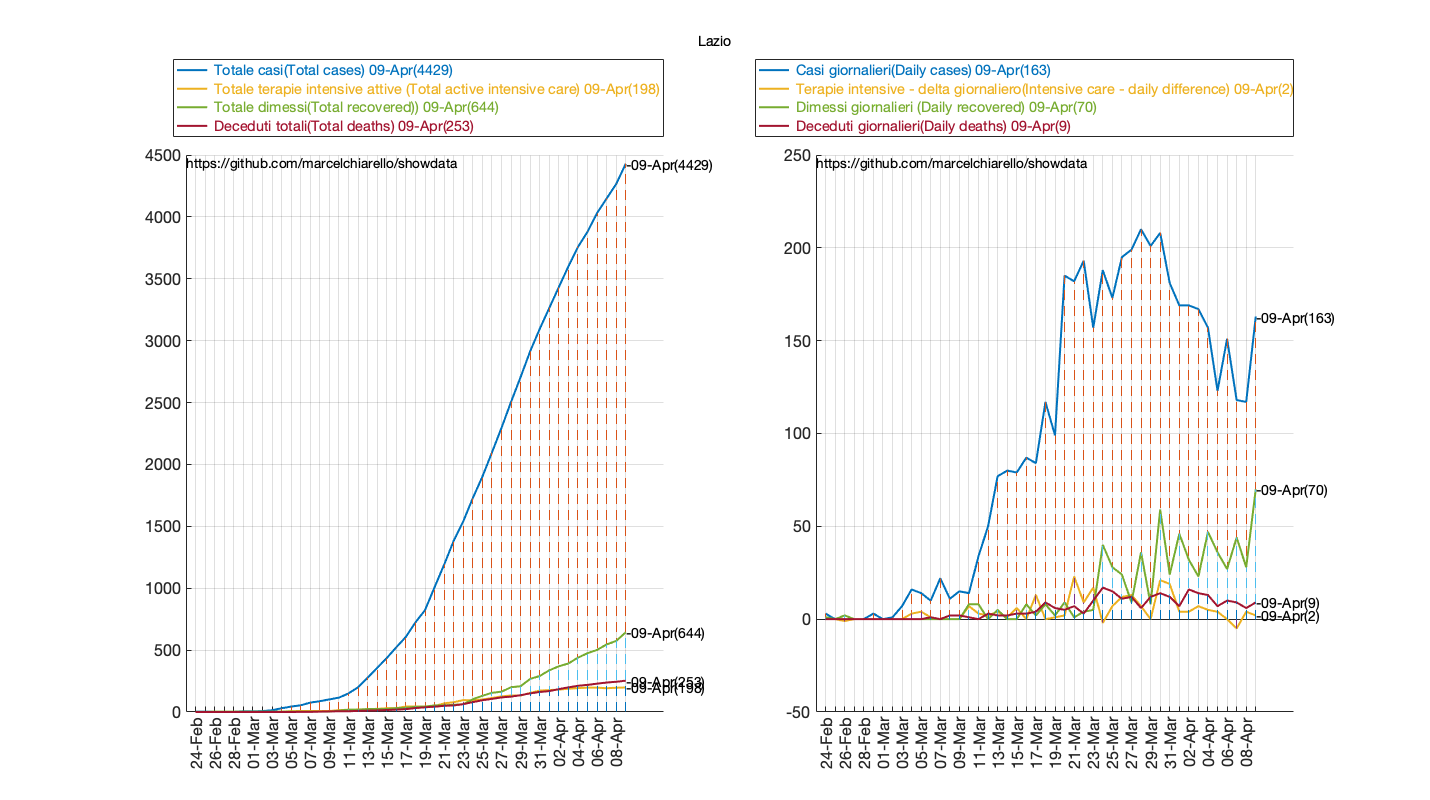 Lazio
Totale casi(Total cases) 09-Apr(4429)
Totale terapie intensive attive (Total active intensive care) 09-Apr(198)
Totale dimessi(Total recovered)) 09-Apr(644)
Deceduti totali(Total deaths) 09-Apr(253)
4500
4000
3500
3000
2500
2000
1500
1000
500
0
https://github.com/marcelchiarello/showdata
-09-Apr(4429)
-09-Apr(644)
-09-Apr(253)
-09-Apr(198)
24-Feb
26-Feb
28-Feb
01-Mar
03-Mar
05-Mar
07-Mar
09-Mar
11-Mar
13-Mar
15-Mar
17-Mar
19-Mar
21-Mar
23-Mar
25-Mar
27-Mar
29-Mar
31-Mar
02-Apr
04-Apr
06-Apr
08-Apr
Casi giornalieri(Daily cases) 09-Apr(163)
Terapie intensive - delta giornaliero(Intensive care - daily difference) 09-Apr(2)
Dimessi giornalieri (Daily recovered) 09-Apr(70)
Deceduti giornalieri(Daily deaths) 09-Apr(9)
250
200
150
100
50
0
-50
https://github.com/marcelchiarello/showdata
-09-Apr(163)
-09-Apr(70)
-09-Apr(9)
-09-Apr(2)
24-Feb
26-Feb
28-Feb
01-Mar
03-Mar
05-Mar
07-Mar
09-Mar
11-Mar
13-Mar
15-Mar
17-Mar
19-Mar
21-Mar
23-Mar
25-Mar
27-Mar
29-Mar
31-Mar
02-Apr
04-Apr
06-Apr
08-Apr